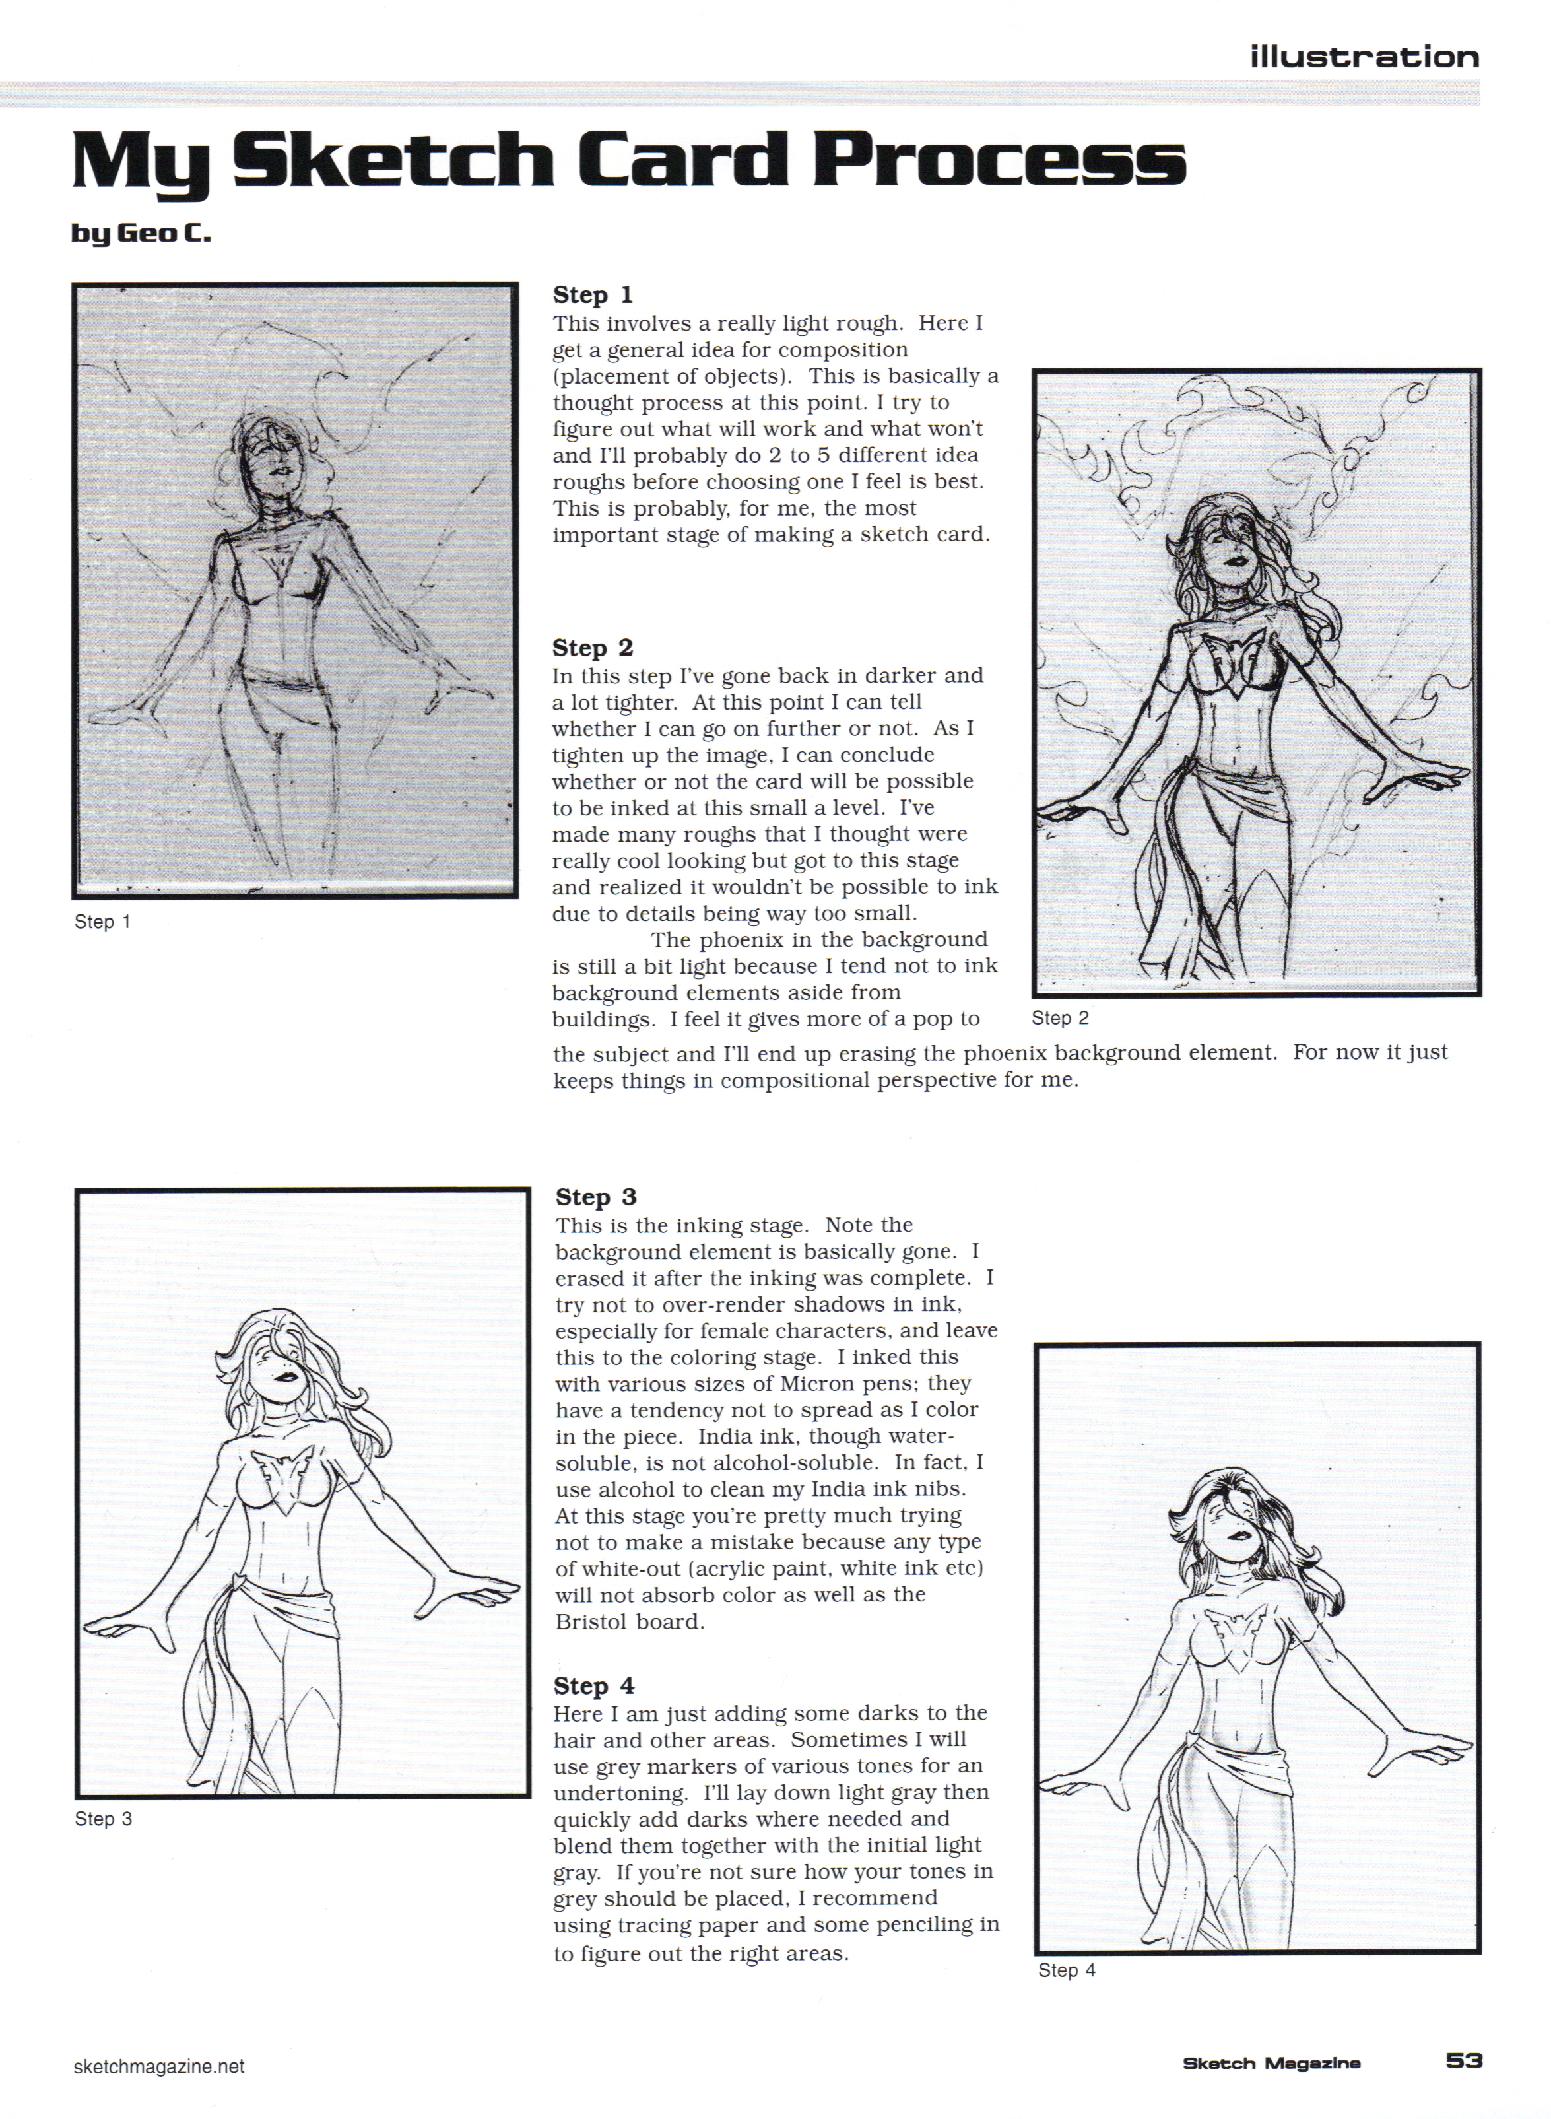 illustration
My Sketch Card Process
by Geo C.
Step 1
This involves a really light rough.  Here I
get a general idea for composition
(placement of objects).  This is basically a
thought process at this point. I try to
figure out what will work and what won't
and I'll probably do 2 to 5 different idea
roughs before choosing one I feel is best.
This is probably, for me, the most
important stage of making a sketch card.
Step 1
Step 2
In this step I've gone back in darker and
a lot tighter.  At this point I can tell
whether I can go on further or not.  As I
tighten up the image, I can conclude
whether or not the card will be possible
to be inked at this small a level.  I've
made many roughs that I thought were
really cool looking but got to this stage
and realized it wouldn't be possible to ink
due to details being way too small.
The phoenix in the background
is still a bit light because I tend not to ink
background elements aside from
buildings.  I feel it gives more of a pop to
the subject and I'll end up erasing the phoenix background element.  For now it just
keeps things in compositional perspective for me.
Step 2
Step 3
This is the inking stage.  Note the
background element is basically gone.  I
erased it after the inking was complete.  I
try not to over-render shadows in ink,
especially for female characters, and leave
this to the coloring stage.  I inked this
with various sizes of Micron pens; they
have a tendency not to spread as I color
in the piece.  India ink, though water-
soluble, is not alcohol-soluble.  In fact, I
use alcohol to clean my India ink nibs.
At this stage you're pretty much trying
not to make a mistake because any type
of white-out (acrylic paint, white ink etc)
will not absorb color as well as the
Bristol board.
Step 3
Step 4
Here I am just adding some darks to the
hair and other areas.  Sometimes I will
use grey markers of various tones for an
undertoning.  I'll lay down light gray then
quickly add darks where needed and
blend them together with the initial light
gray.  If you're not sure how your tones in
grey should be placed, I recommend
using tracing paper and some penciling in
to figure out the right areas.
Step 4
sketchmagazine.net
Sketch Magazine
53